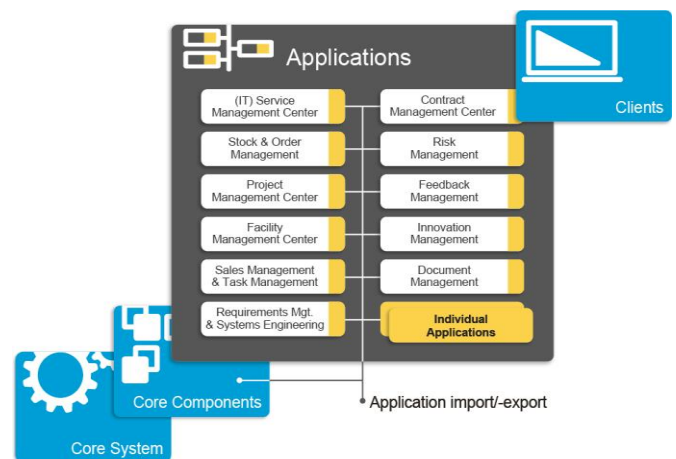 Applications
Clients
(IT) Service
Management Center
Contract
Management Center
Stock & Order
Management
Risk
Management
Project
Management Center
Feedback
Management
Facility
Management Center
Innovation
Management
Sales Management
& Task Management
Document
Management
Requirements Mgt.
& Systems Engineering
Individual
Applications
Core Components
Application import/-export
Core System